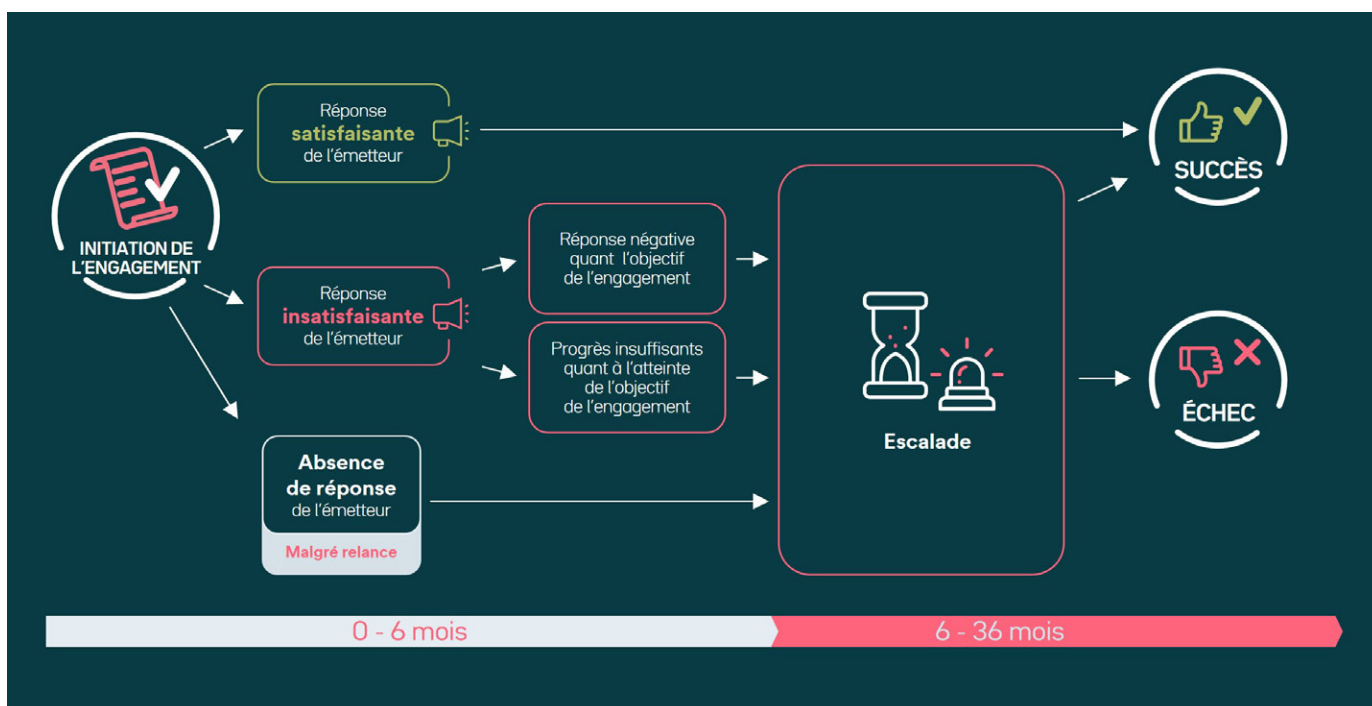 INITIATION DE
L'ENGAGEMENT
Réponse
satisfaisante
de l'émetteur
Réponse
insatisfaisante
de l'émetteur
Absence
de réponse
de l'émetteur
Malgré relance
Réponse négative
quant l'objectif
de l'engagement
Progrès insuffisants
quant à l'atteinte
de l'objectif
de l'engagement
Escalade
SUCCÈS
ÉCHEC
0 - 6 mois
6 - 36 mois